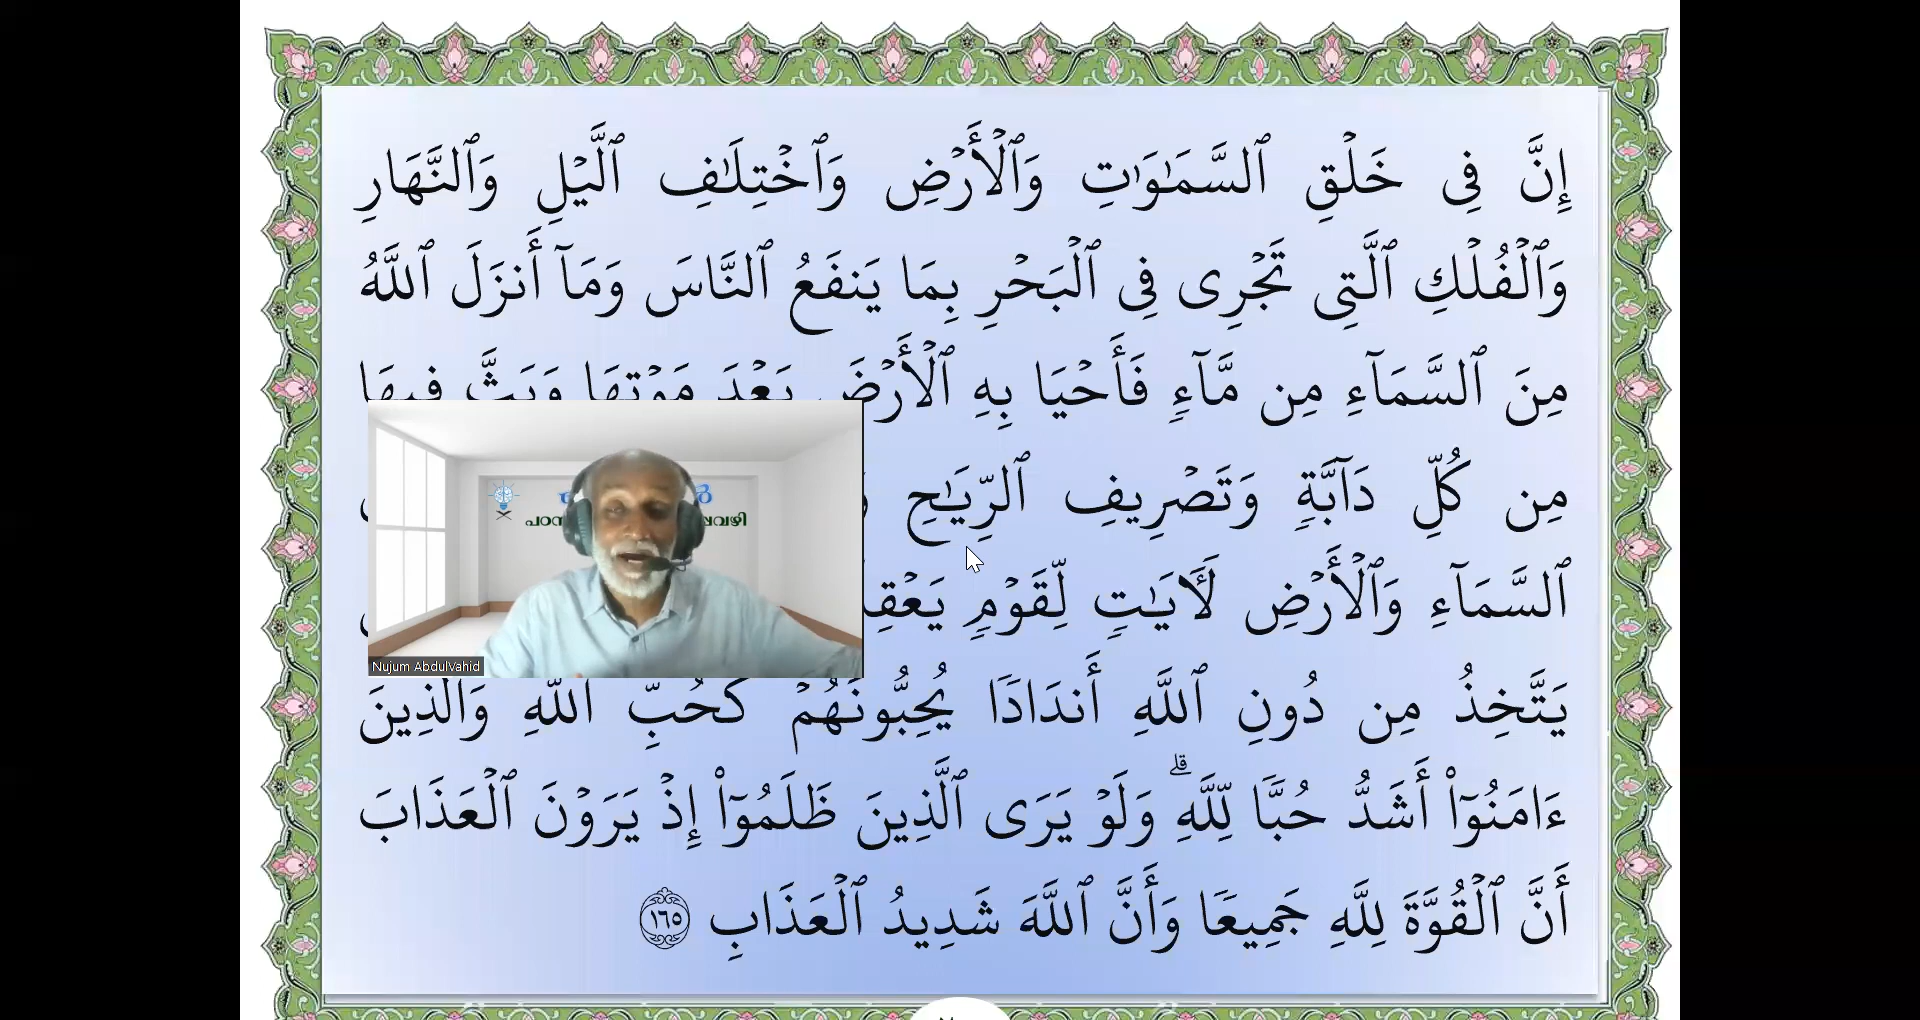 إِنَّ فِى خَلْقِ ٱلسَّمَـٰوَٰتِ وَٱلْأَرْضِ وَٱخْتِلَـٰفِ ٱلَّيْلِ وَٱلنَّهَارِ
وَٱلْفُلْكِ ٱلَّتِى تَجْرِى فِى ٱلْبَحْرِ بِمَا يَنفَعُ ٱلنَّاسَ وَمَآ أَنزَلَ ٱللَّهُ
مِنَ ٱلسَّمَآءِ مِن مَّآءٍ فَأَحْيَا بِهِ ٱلْأَرْضَ بَعْدَ مَوْتِهَا وَبَثَّ فِيهَا
مِن كُلِّ دَآبَّةٍ وَتَصْرِيفِ ٱلرِّيَـٰحِ
ٱلسَّمَآءِ وَٱلْأَرْضِ لَـَٔايَـٰتٍ لِّقَوْمٍ
يَتَّخِذُ مِن دُونِ ٱللَّهِ أَندَادًا يُحِبُّونَهُمْ كَحُبِّ ٱللَّهِ وَٱلَّذِينَ
ءَامَنُوٓا۟ أَشَدُّ حُبًّا لِّلَّهِ ۗ وَلَوْ يَرَى ٱلَّذِينَ ظَلَمُوٓا۟ إِذْ يَرَوْنَ ٱلْعَذَابَ
أَنَّ ٱلْقُوَّةَ لِلَّهِ جَمِيعًا وَأَنَّ ٱللَّهَ شَدِيدُ ٱلْعَذَابِ ١٦٥
Nujum AbdulVahid